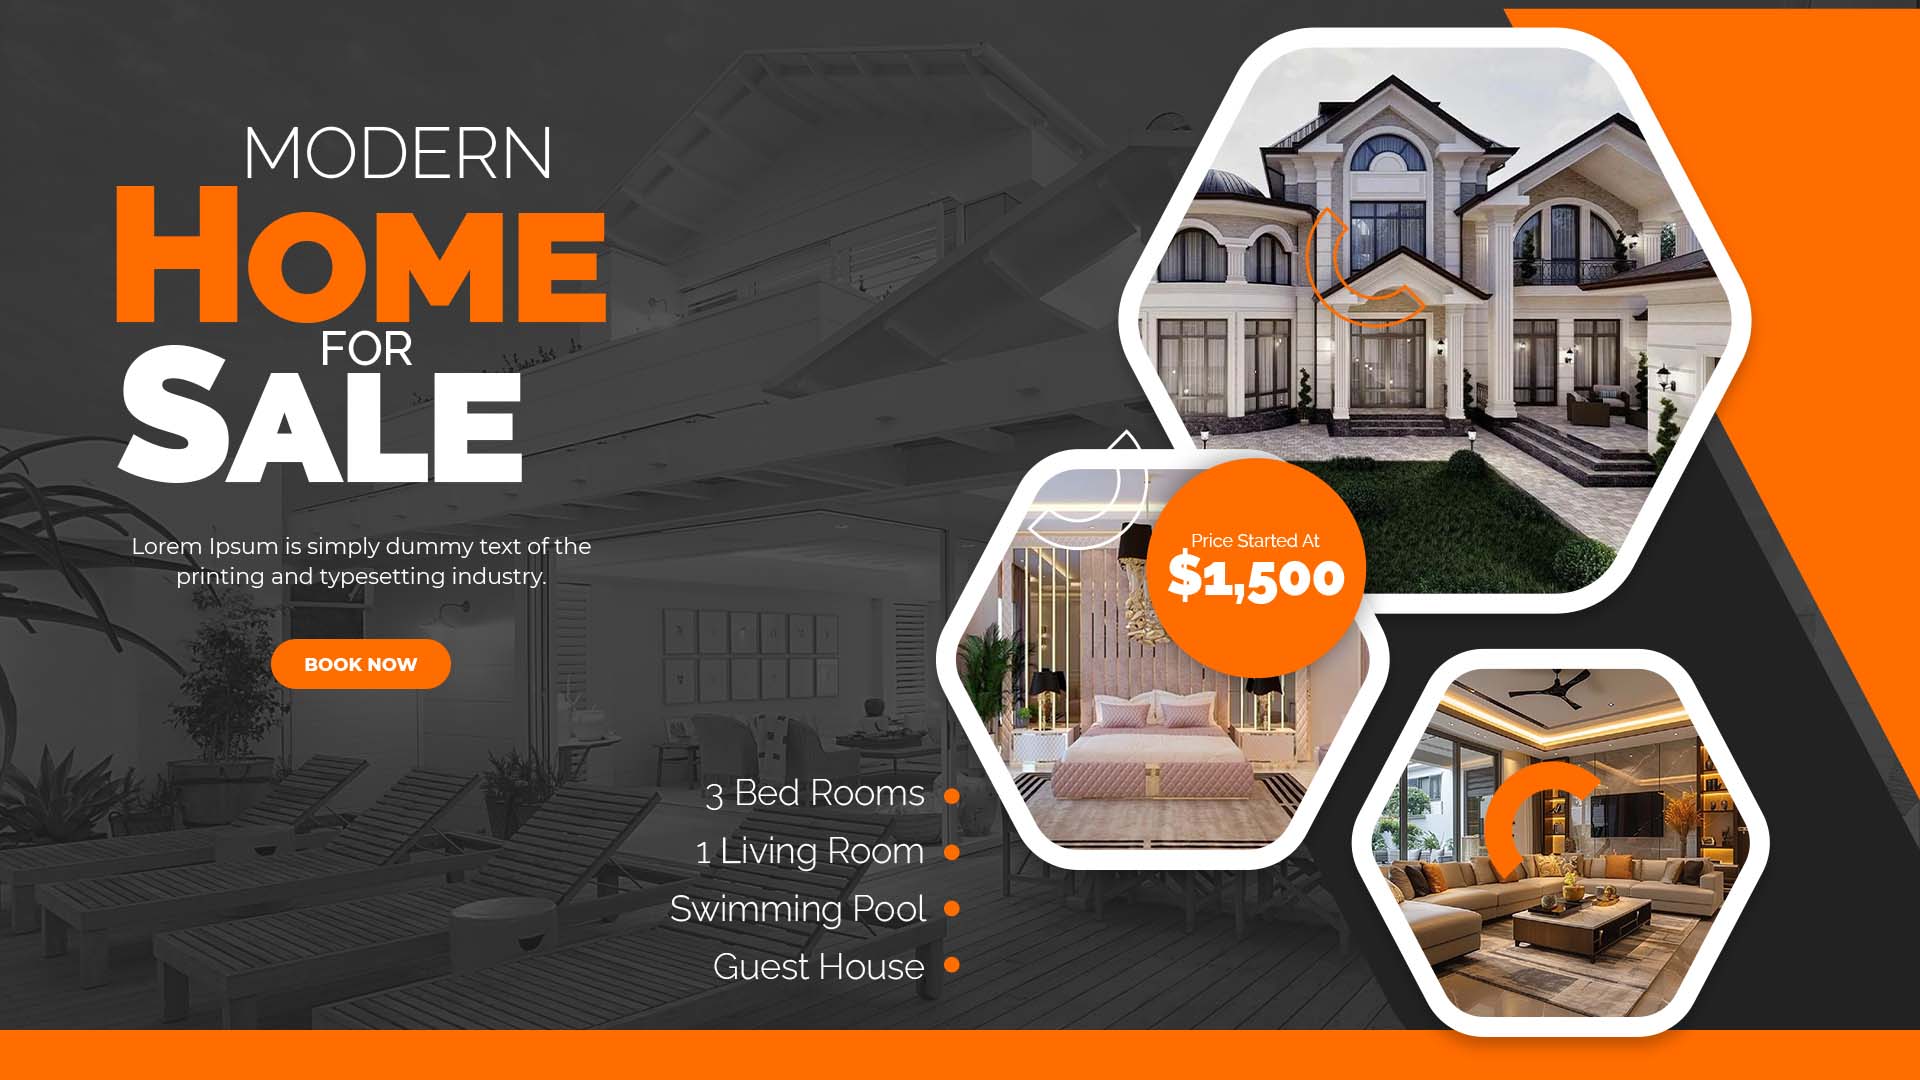 MODERN
HOME
FOR
SALE
Lorem Ipsum is simply dummy text of the
printing and typesetting industry.
BOOK NOW
Price Started At
$1,500
3 Bed Rooms
1 Living Room
Swimming Pool
Guest House